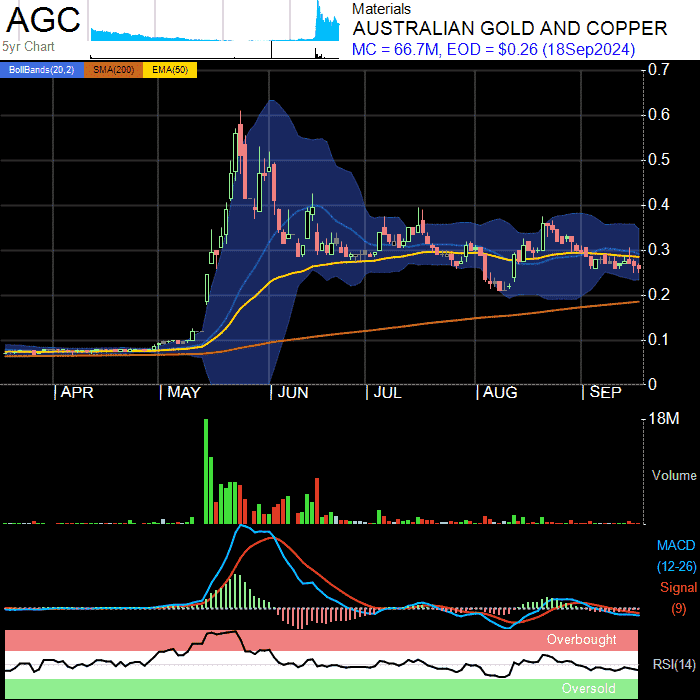 AGC
5yr Chart
Materials
AUSTRALIAN GOLD AND COPPER
MC = 66.7M, EOD = $0.26 (18Sep2024)
BollBands(20,2) SMA(200) EMA(50)
0.7
0.6
0.5
0.4
0.3
0.2
0.1
0
APR MAY JUN JUL AUG SEP
18M
Volume
MACD
(12-26)
Signal
(9)
Overbought
RSI(14)
Oversold